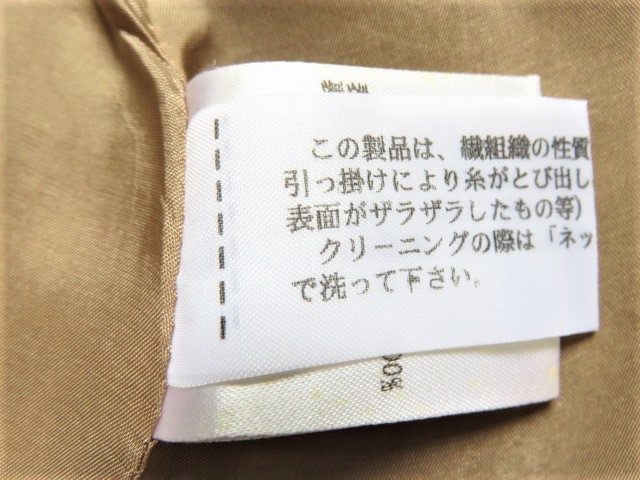 この製品は、繊組織の性質
引っ掛けにより糸がとび出し
表面がザラザラしたもの等)
クリーニングの際は「ネッ
で洗って下さい。
00%